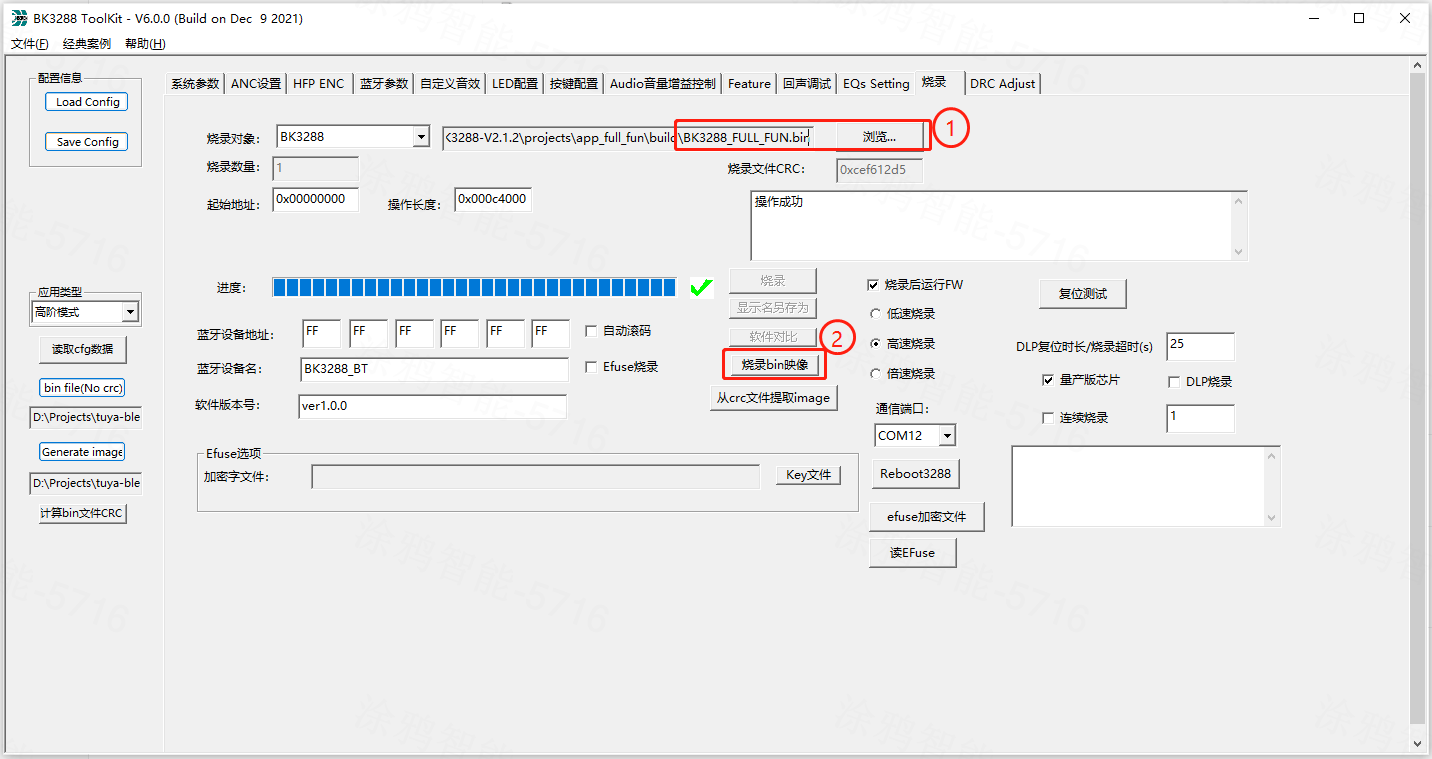 BK3288 ToolKit - V6.0.0 (Build on Dec  9 2021)
文件(F) 经典案例 帮助(H)
配置信息
Load Config
Save Config
应用类型
高阶模式
读取cfg数据
bin file(No crc)
D:\Projects\tuya-ble
Generate image
D:\Projects\tuya-ble
计算bin文件CRC
系统参数 ANC设置 HFP ENC 蓝牙参数 自定义音效 LED配置 按键配置 Audio音量增益控制 Feature 回声调试 EQs Setting 烧录 DRC Adjust
烧录对象： BK3288 K3288-V2.1.2\projects\app_full_fun\build\BK3288_FULL_FUN.bin 浏览... 1
烧录数量： 1 烧录文件CRC： 0xcef612d5
起始地址： 0x00000000 操作长度： 0x000c4000
操作成功
进度： 烧录 烧录后运行FW 复位测试
显示名另存为 低速烧录
蓝牙设备地址： FF FF FF FF FF FF 自动滚码 软件对比 2 高速烧录 DLP复位时长/烧录超时(s) 25
蓝牙设备名： BK3288_BT Efuse烧录 烧录bin映像 倍速烧录 量产版芯片 DLP烧录
软件版本号： ver1.0.0 从crc文件提取image 通信端口： 连续烧录 1
COM12
Efuse选项
加密字文件： Key文件 Reboot3288
efuse加密文件
读EFuse
涂鸦智能-5716